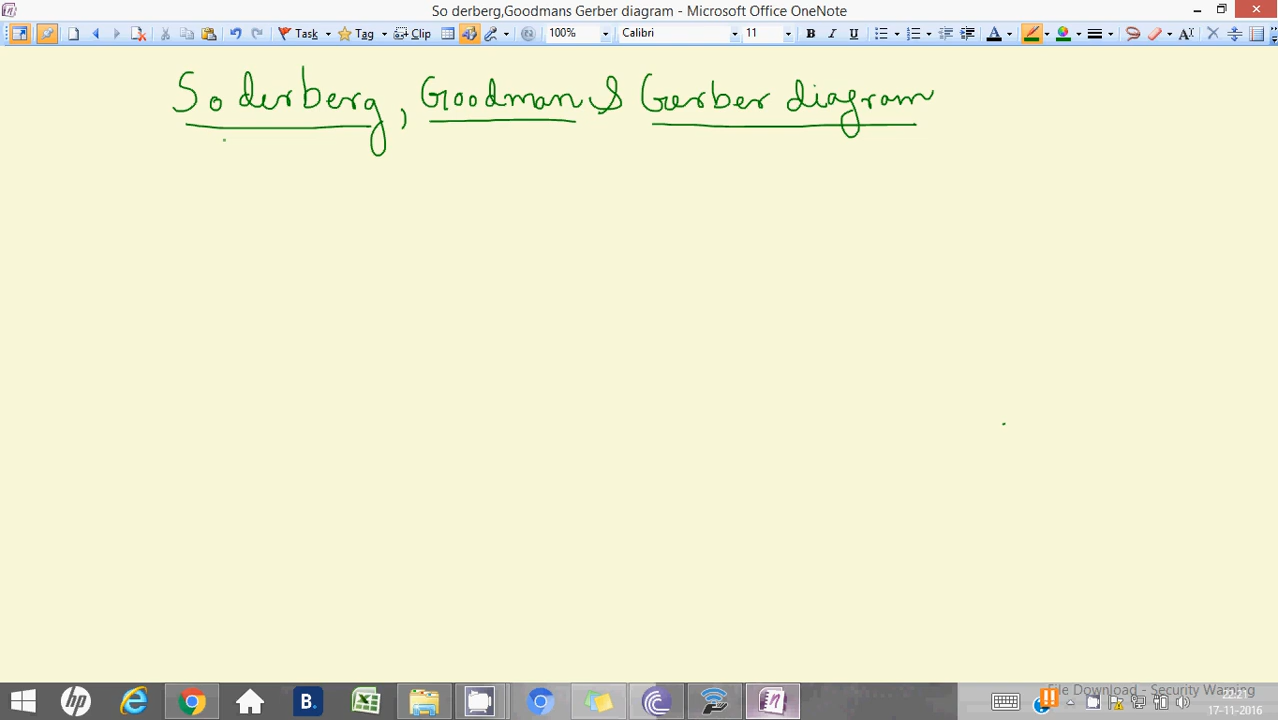 So derberg,Goodmans Gerber diagram - Microsoft Office OneNote
Task Tag Clip 100% Calibri 11 B I U A
So derberg, Goodman & Gerber diagram
File Download - Security Warning
B.
17-11-2016